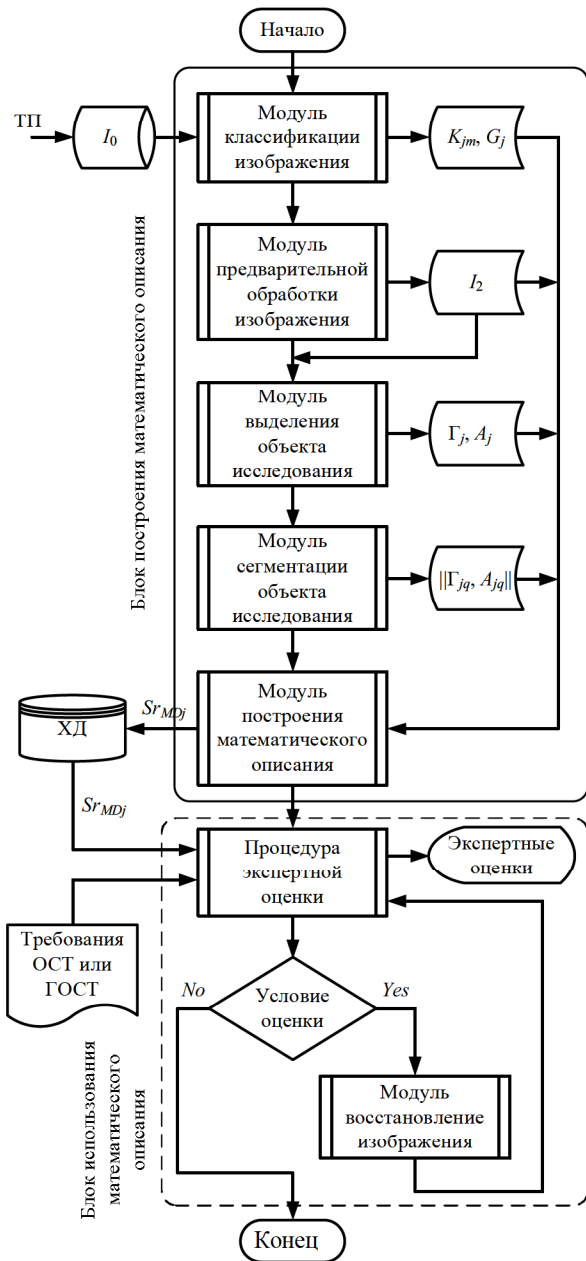 Начало
ТП
I0
Модуль
классификации
изображения
Kjm, Gj
Модуль
предварительной
обработки
изображения
I2
Блок построения математического описания
Модуль
выделения
объекта
исследования
Гj, Aj
Модуль
сегментации
объекта
исследования
||Гjq, Ajq||
Модуль
построения
математического
описания
SrMDj
ХД
SrMDj
Процедура
экспертной
оценки
Экспертные
оценки
Требования
ОСТ или
ГОСТ
No
Условие
оценки
Yes
Модуль
восстановление
изображения
Блок использования
математического
описания
Конец